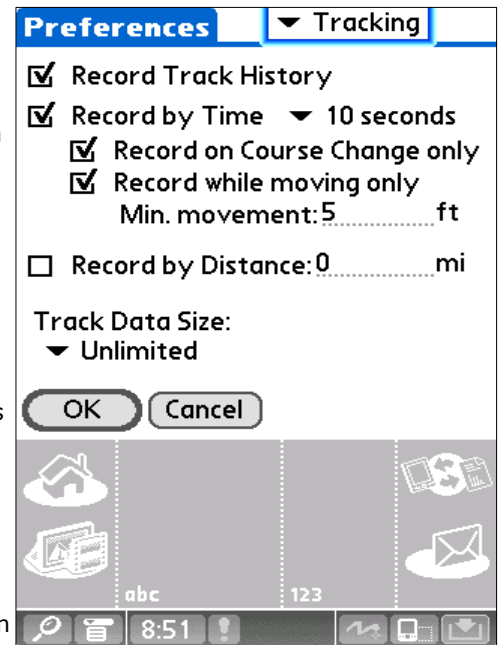 Preferences Tracking
Record Track History
Record by Time 10 seconds
Record on Course Change only
Record while moving only
Min. movement: 5 ft
Record by Distance: 0 mi
Track Data Size:
Unlimited
OK Cancel
s
abc 123
n 8:51